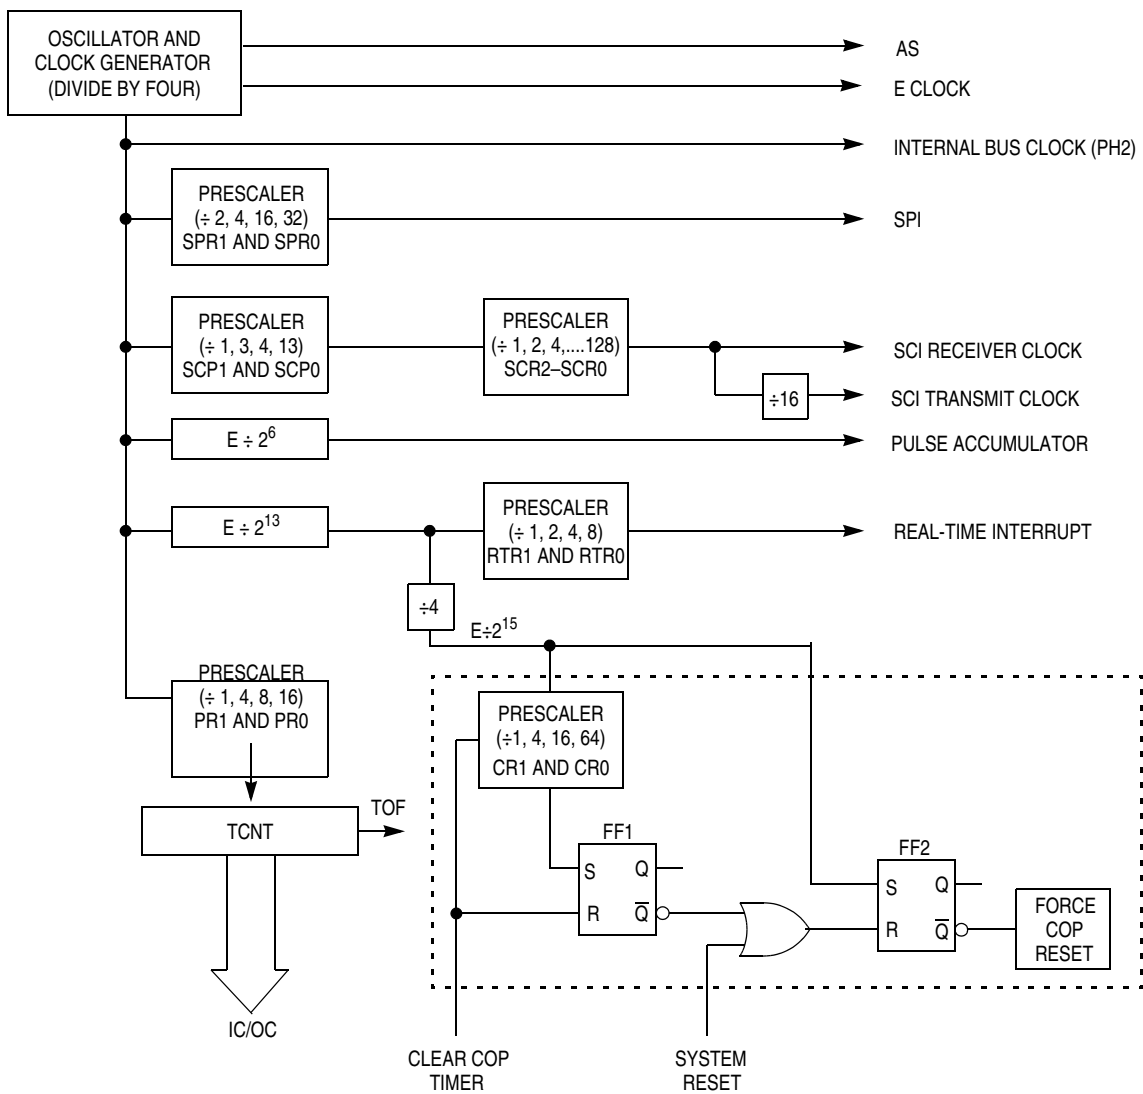 OSCILLATOR AND
CLOCK GENERATOR
(DIVIDE BY FOUR)
AS
E CLOCK
INTERNAL BUS CLOCK (PH2)
PRESCALER
(÷ 2, 4, 16, 32)
SPR1 AND SPR0
SPI
PRESCALER
(÷ 1, 3, 4, 13)
SCP1 AND SCP0
PRESCALER
(÷ 1, 2, 4,....128)
SCR2–SCR0
SCI RECEIVER CLOCK
÷16
SCI TRANSMIT CLOCK
E ÷ 2⁶
PULSE ACCUMULATOR
E ÷ 2¹³
PRESCALER
(÷ 1, 2, 4, 8)
RTR1 AND RTR0
REAL-TIME INTERRUPT
÷4
E÷2¹⁵
PRESCALER
(÷ 1, 4, 8, 16)
PR1 AND PR0
PRESCALER
(÷1, 4, 16, 64)
CR1 AND CR0
TCNT
TOF
FF1
S Q
R Q̅
FF2
S Q
R Q̅
FORCE
COP
RESET
IC/OC
CLEAR COP
TIMER
SYSTEM
RESET